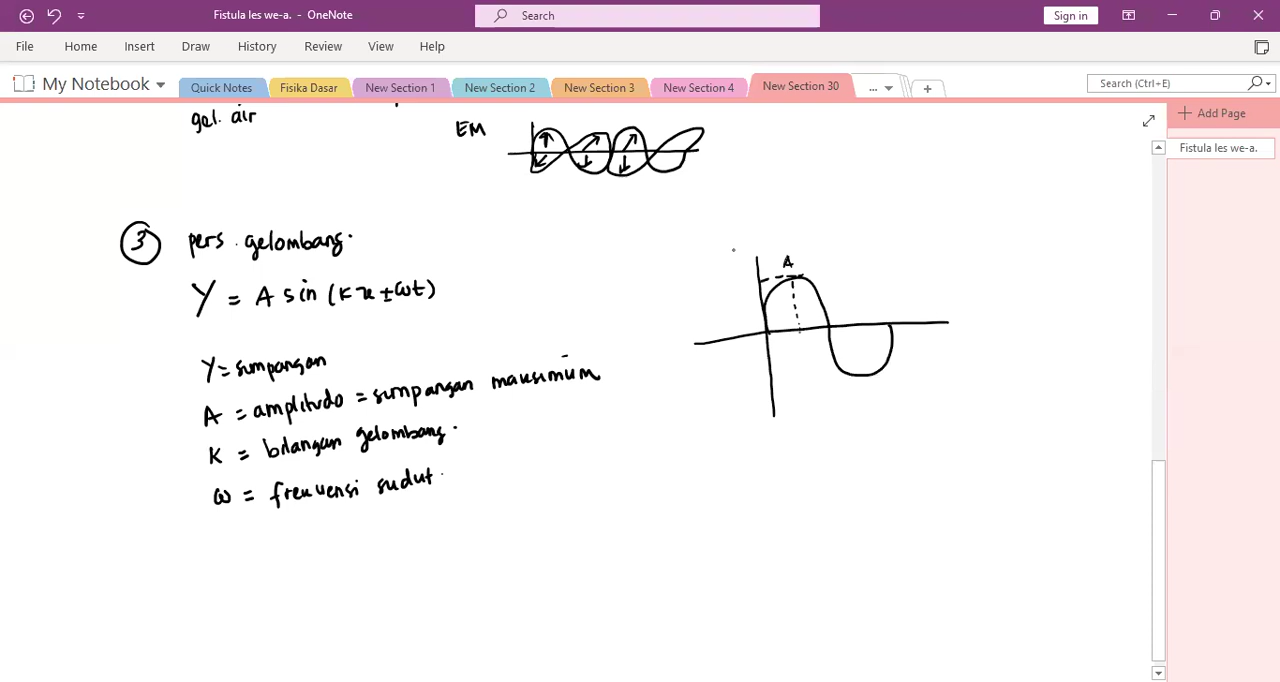 Fistula les we-a. - OneNote
Search
Sign in
File Home Insert Draw History Review View Help
My Notebook Quick Notes Fisika Dasar New Section 1 New Section 2 New Section 3 New Section 4 New Section 30 ... +
Search (Ctrl+E)
Add Page
Fistula les we-a.
gel. air
EM
3 pers. gelombang.
Y = A sin (kx ± ωt)
Y = simpangan
A = amplitudo = simpangan maksimum
K = bilangan gelombang.
ω = frekuensi sudut.
A